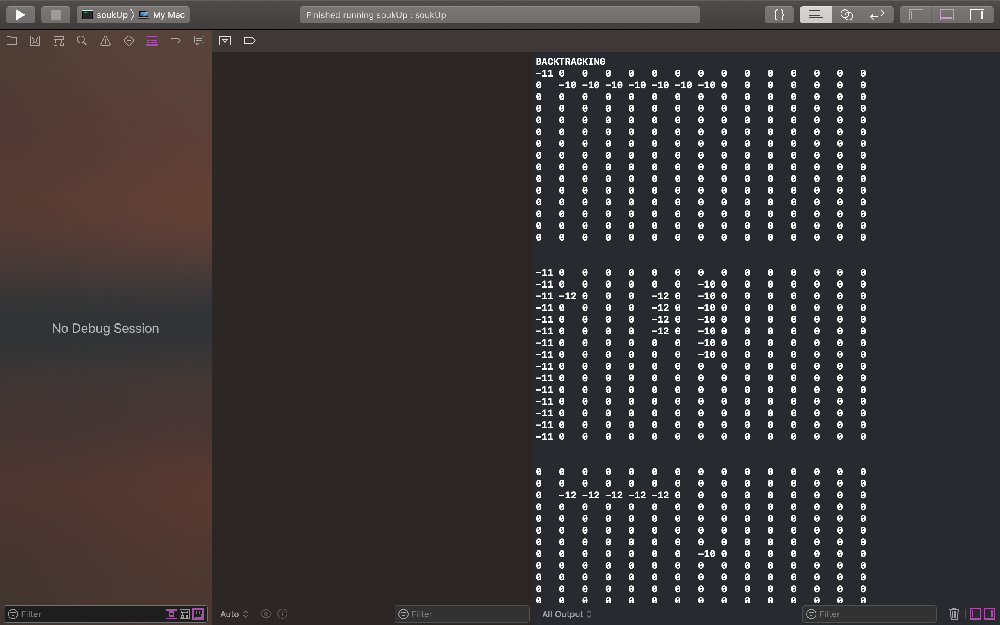 soukUp 〉 My Mac
Finished running soukUp : soukUp
{ }
No Debug Session
Filter
Auto
Filter
BACKTRACKING
-11 0 0 0 0 0 0 0 0 0 0 0 0 0 0
0 -10 -10 -10 -10 -10 -10 -10 0 0 0 0 0 0 0
0 0 0 0 0 0 0 0 0 0 0 0 0 0 0
0 0 0 0 0 0 0 0 0 0 0 0 0 0 0
0 0 0 0 0 0 0 0 0 0 0 0 0 0 0
0 0 0 0 0 0 0 0 0 0 0 0 0 0 0
0 0 0 0 0 0 0 0 0 0 0 0 0 0 0
0 0 0 0 0 0 0 0 0 0 0 0 0 0 0
0 0 0 0 0 0 0 0 0 0 0 0 0 0 0
0 0 0 0 0 0 0 0 0 0 0 0 0 0 0
0 0 0 0 0 0 0 0 0 0 0 0 0 0 0
0 0 0 0 0 0 0 0 0 0 0 0 0 0 0
0 0 0 0 0 0 0 0 0 0 0 0 0 0 0
0 0 0 0 0 0 0 0 0 0 0 0 0 0 0
0 0 0 0 0 0 0 0 0 0 0 0 0 0 0
-11 0 0 0 0 0 0 0 0 0 0 0 0 0 0
-11 0 0 0 0 0 0 -10 0 0 0 0 0 0 0
-11 -12 0 0 0 -12 0 -10 0 0 0 0 0 0 0
-11 0 0 0 0 -12 0 -10 0 0 0 0 0 0 0
-11 0 0 0 0 -12 0 -10 0 0 0 0 0 0 0
-11 0 0 0 0 -12 0 -10 0 0 0 0 0 0 0
-11 0 0 0 0 0 0 -10 0 0 0 0 0 0 0
-11 0 0 0 0 0 0 -10 0 0 0 0 0 0 0
-11 0 0 0 0 0 0 0 0 0 0 0 0 0 0
-11 0 0 0 0 0 0 0 0 0 0 0 0 0 0
-11 0 0 0 0 0 0 0 0 0 0 0 0 0 0
-11 0 0 0 0 0 0 0 0 0 0 0 0 0 0
-11 0 0 0 0 0 0 0 0 0 0 0 0 0 0
-11 0 0 0 0 0 0 0 0 0 0 0 0 0 0
-11 0 0 0 0 0 0 0 0 0 0 0 0 0 0
0 0 0 0 0 0 0 0 0 0 0 0 0 0 0
0 0 0 0 0 0 0 0 0 0 0 0 0 0 0
0 -12 -12 -12 -12 -12 0 0 0 0 0 0 0 0 0
0 0 0 0 0 0 0 0 0 0 0 0 0 0 0
0 0 0 0 0 0 0 0 0 0 0 0 0 0 0
0 0 0 0 0 0 0 0 0 0 0 0 0 0 0
0 0 0 0 0 0 0 0 0 0 0 0 0 0 0
0 0 0 0 0 0 0 -10 0 0 0 0 0 0 0
0 0 0 0 0 0 0 0 0 0 0 0 0 0 0
0 0 0 0 0 0 0 0 0 0 0 0 0 0 0
0 0 0 0 0 0 0 0 0 0 0 0 0 0 0
0 0 0 0 0 0 0 0 0 0 0 0 0 0 0
All Output
Filter